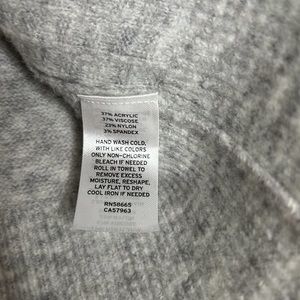 37% ACRYLIC
37% VISCOSE
23% NYLON
3% SPANDEX
HAND WASH COLD,
WITH LIKE COLORS
ONLY NON-CHLORINE
BLEACH IF NEEDED
ROLL IN TOWEL TO
REMOVE EXCESS
MOISTURE, RESHAPE,
LAY FLAT TO DRY
COOL IRON IF NEEDED
RN58665
CA57963